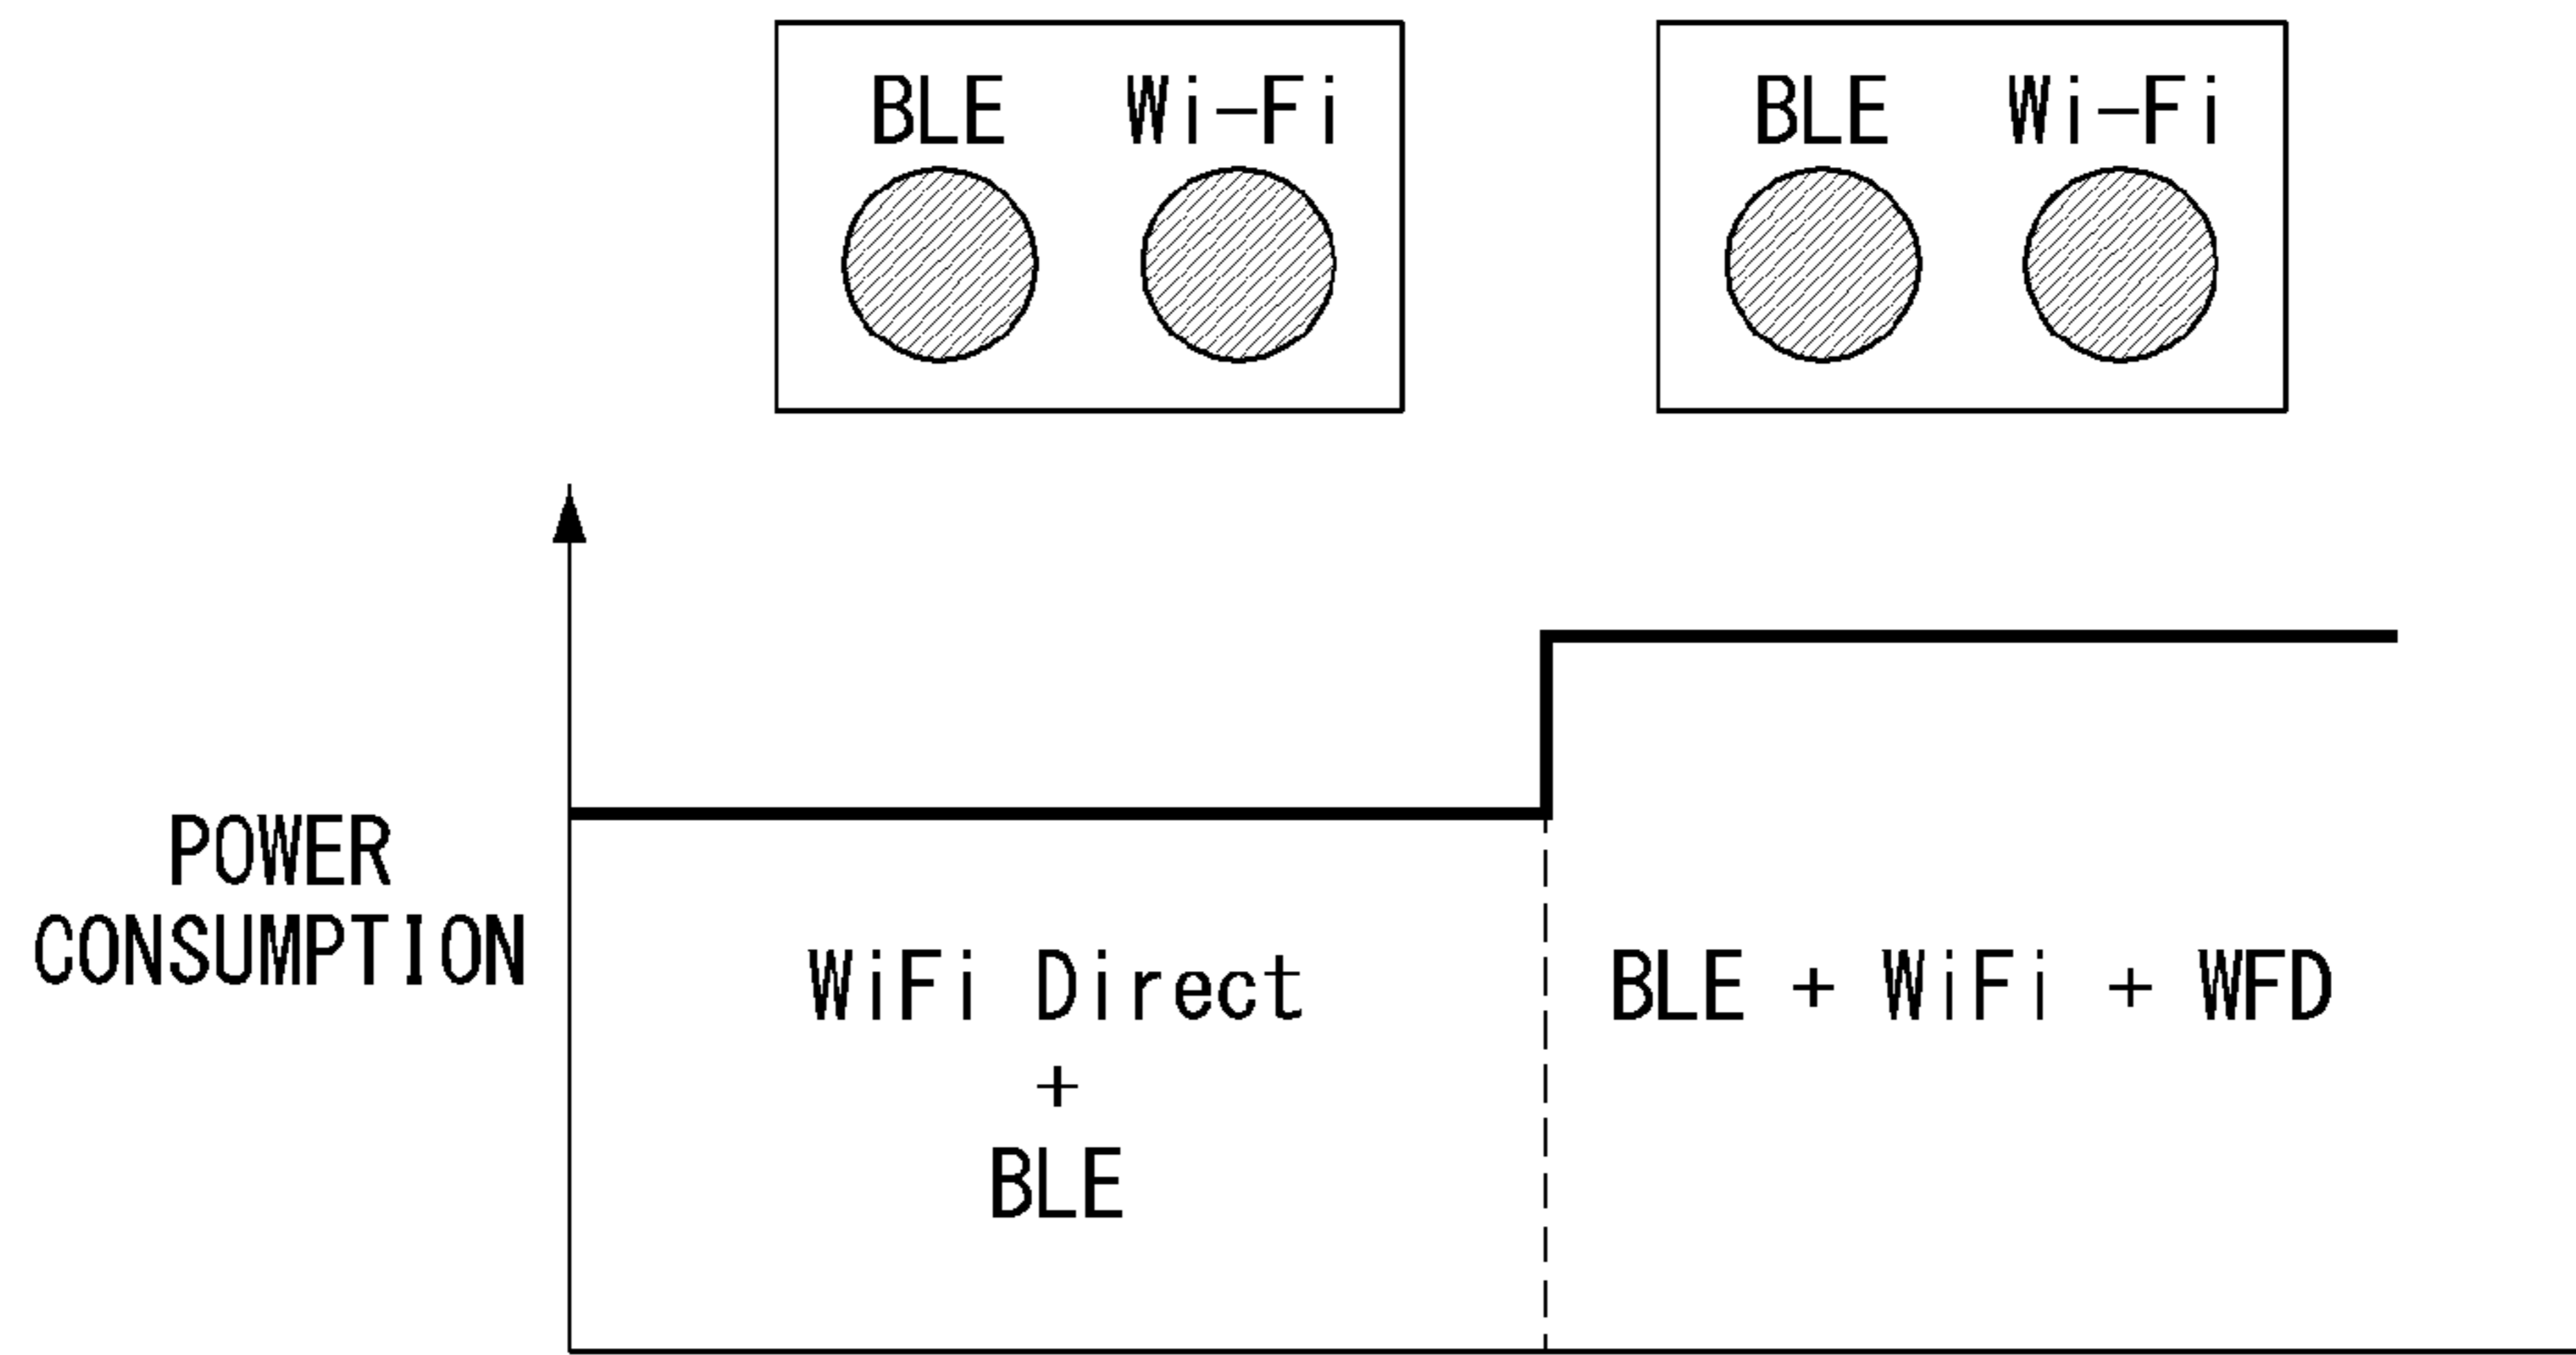 BLE Wi-Fi
BLE Wi-Fi
POWER
CONSUMPTION
WiFi Direct
+
BLE
BLE + WiFi + WFD